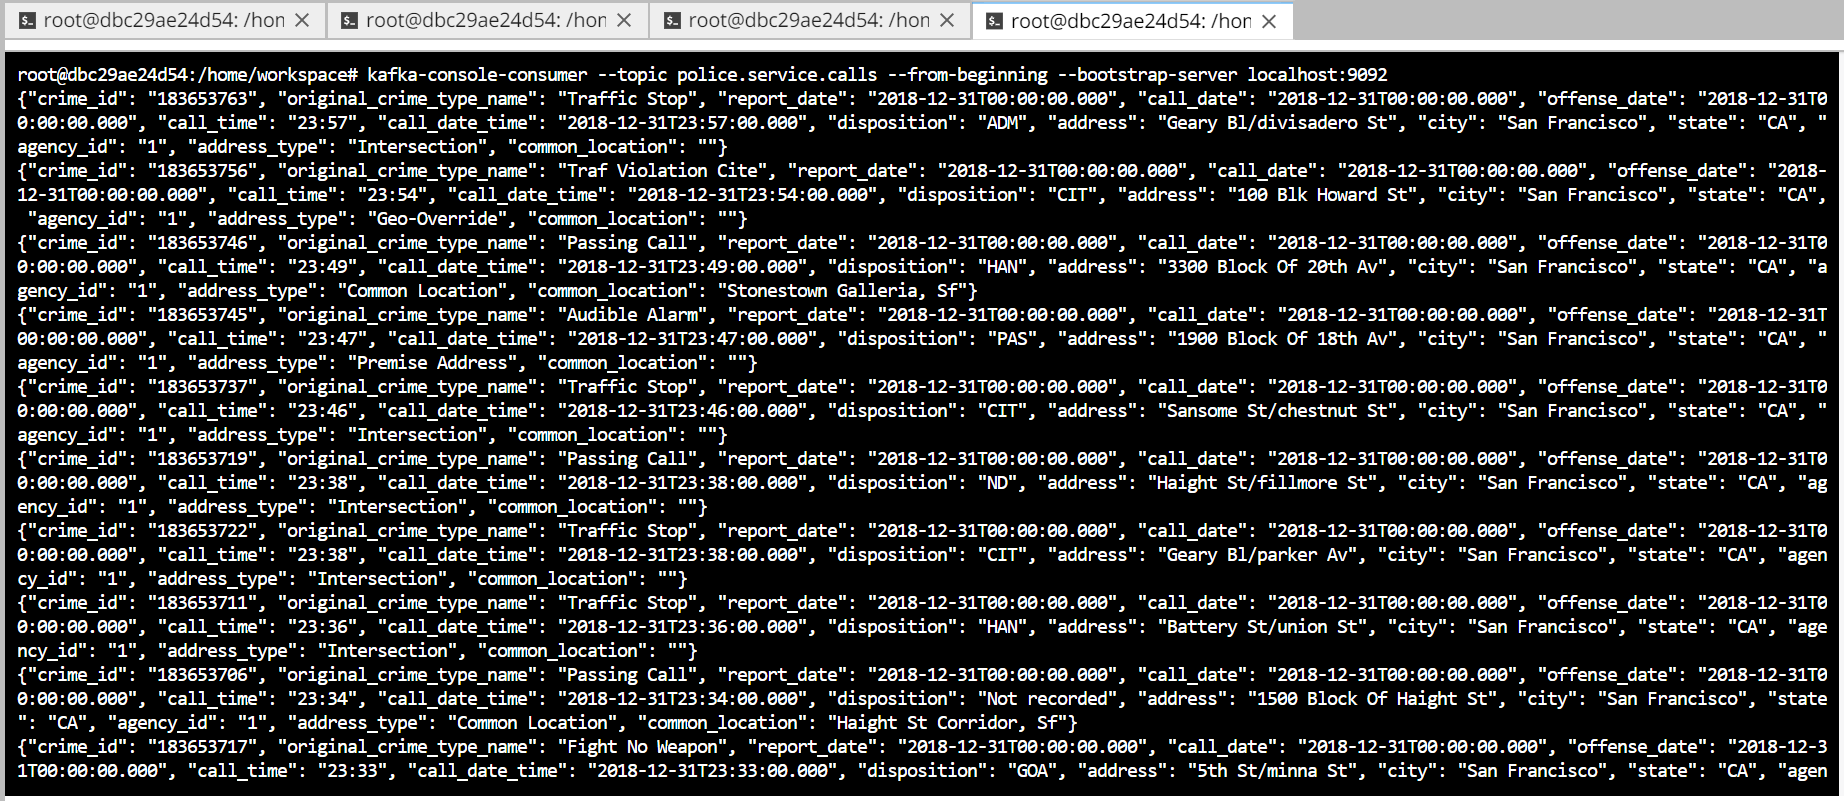 root@dbc29ae24d54: /hon
root@dbc29ae24d54: /hon
root@dbc29ae24d54: /hon
root@dbc29ae24d54: /hon
root@dbc29ae24d54:/home/workspace# kafka-console-consumer --topic police.service.calls --from-beginning --bootstrap-server localhost:9092
{"crime_id": "183653763", "original_crime_type_name": "Traffic Stop", "report_date": "2018-12-31T00:00:00.000", "call_date": "2018-12-31T00:00:00.000", "offense_date": "2018-12-31T0
0:00:00.000", "call_time": "23:57", "call_date_time": "2018-12-31T23:57:00.000", "disposition": "ADM", "address": "Geary Bl/divisadero St", "city": "San Francisco", "state": "CA", "
agency_id": "1", "address_type": "Intersection", "common_location": ""}
{"crime_id": "183653756", "original_crime_type_name": "Traf Violation Cite", "report_date": "2018-12-31T00:00:00.000", "call_date": "2018-12-31T00:00:00.000", "offense_date": "2018-
12-31T00:00:00.000", "call_time": "23:54", "call_date_time": "2018-12-31T23:54:00.000", "disposition": "CIT", "address": "100 Blk Howard St", "city": "San Francisco", "state": "CA",
 "agency_id": "1", "address_type": "Geo-Override", "common_location": ""}
{"crime_id": "183653746", "original_crime_type_name": "Passing Call", "report_date": "2018-12-31T00:00:00.000", "call_date": "2018-12-31T00:00:00.000", "offense_date": "2018-12-31T0
0:00:00.000", "call_time": "23:49", "call_date_time": "2018-12-31T23:49:00.000", "disposition": "HAN", "address": "3300 Block Of 20th Av", "city": "San Francisco", "state": "CA", "a
gency_id": "1", "address_type": "Common Location", "common_location": "Stonestown Galleria, Sf"}
{"crime_id": "183653745", "original_crime_type_name": "Audible Alarm", "report_date": "2018-12-31T00:00:00.000", "call_date": "2018-12-31T00:00:00.000", "offense_date": "2018-12-31T
00:00:00.000", "call_time": "23:47", "call_date_time": "2018-12-31T23:47:00.000", "disposition": "PAS", "address": "1900 Block Of 18th Av", "city": "San Francisco", "state": "CA", "
agency_id": "1", "address_type": "Premise Address", "common_location": ""}
{"crime_id": "183653737", "original_crime_type_name": "Traffic Stop", "report_date": "2018-12-31T00:00:00.000", "call_date": "2018-12-31T00:00:00.000", "offense_date": "2018-12-31T0
0:00:00.000", "call_time": "23:46", "call_date_time": "2018-12-31T23:46:00.000", "disposition": "CIT", "address": "Sansome St/chestnut St", "city": "San Francisco", "state": "CA", "
agency_id": "1", "address_type": "Intersection", "common_location": ""}
{"crime_id": "183653719", "original_crime_type_name": "Passing Call", "report_date": "2018-12-31T00:00:00.000", "call_date": "2018-12-31T00:00:00.000", "offense_date": "2018-12-31T0
0:00:00.000", "call_time": "23:38", "call_date_time": "2018-12-31T23:38:00.000", "disposition": "ND", "address": "Haight St/fillmore St", "city": "San Francisco", "state": "CA", "ag
ency_id": "1", "address_type": "Intersection", "common_location": ""}
{"crime_id": "183653722", "original_crime_type_name": "Traffic Stop", "report_date": "2018-12-31T00:00:00.000", "call_date": "2018-12-31T00:00:00.000", "offense_date": "2018-12-31T0
0:00:00.000", "call_time": "23:38", "call_date_time": "2018-12-31T23:38:00.000", "disposition": "CIT", "address": "Geary Bl/parker Av", "city": "San Francisco", "state": "CA", "agen
cy_id": "1", "address_type": "Intersection", "common_location": ""}
{"crime_id": "183653711", "original_crime_type_name": "Traffic Stop", "report_date": "2018-12-31T00:00:00.000", "call_date": "2018-12-31T00:00:00.000", "offense_date": "2018-12-31T0
0:00:00.000", "call_time": "23:36", "call_date_time": "2018-12-31T23:36:00.000", "disposition": "HAN", "address": "Battery St/union St", "city": "San Francisco", "state": "CA", "age
ncy_id": "1", "address_type": "Intersection", "common_location": ""}
{"crime_id": "183653706", "original_crime_type_name": "Passing Call", "report_date": "2018-12-31T00:00:00.000", "call_date": "2018-12-31T00:00:00.000", "offense_date": "2018-12-31T0
0:00:00.000", "call_time": "23:34", "call_date_time": "2018-12-31T23:34:00.000", "disposition": "Not recorded", "address": "1500 Block Of Haight St", "city": "San Francisco", "state
": "CA", "agency_id": "1", "address_type": "Common Location", "common_location": "Haight St Corridor, Sf"}
{"crime_id": "183653717", "original_crime_type_name": "Fight No Weapon", "report_date": "2018-12-31T00:00:00.000", "call_date": "2018-12-31T00:00:00.000", "offense_date": "2018-12-3
1T00:00:00.000", "call_time": "23:33", "call_date_time": "2018-12-31T23:33:00.000", "disposition": "GOA", "address": "5th St/minna St", "city": "San Francisco", "state": "CA", "agen